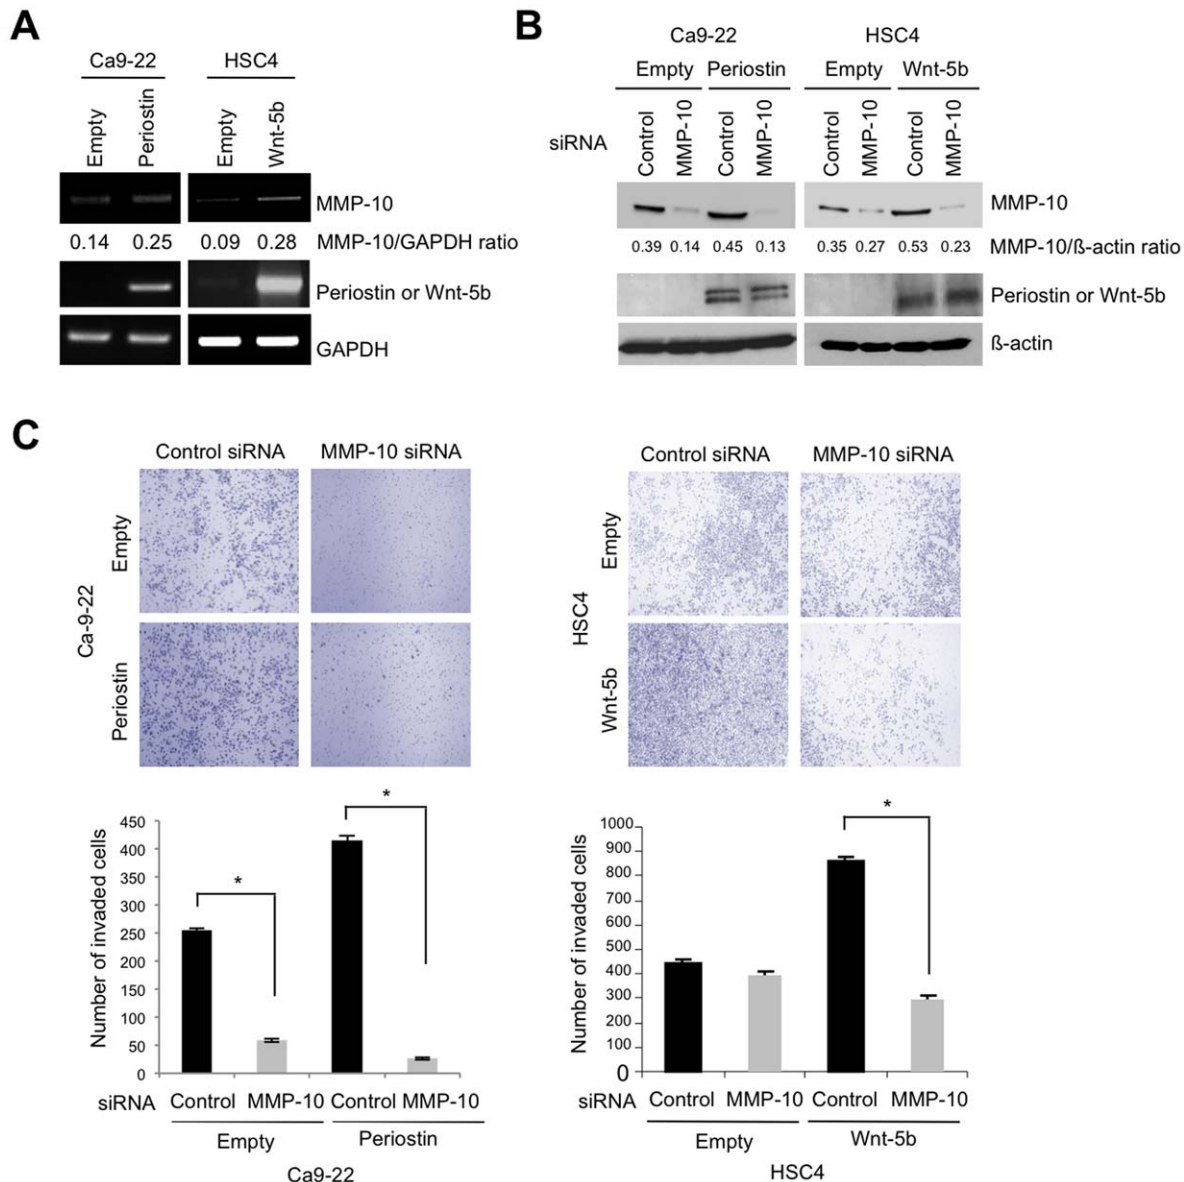 A
Ca9-22 HSC4
Empty Periostin Empty Wnt-5b
MMP-10
0.14 0.25 0.09 0.28 MMP-10/GAPDH ratio
Periostin or Wnt-5b
GAPDH
B
Ca9-22 HSC4
Empty Periostin Empty Wnt-5b
siRNA Control MMP-10 Control MMP-10 Control MMP-10 Control MMP-10
MMP-10
0.39 0.14 0.45 0.13 0.35 0.27 0.53 0.23 MMP-10/ß-actin ratio
Periostin or Wnt-5b
ß-actin
C
Control siRNA MMP-10 siRNA
Ca-9-22
Empty
Periostin
Control siRNA MMP-10 siRNA
HSC4
Empty
Wnt-5b
Number of invaded cells
450
400
350
300
250
200
150
100
50
0
*
*
siRNA Control MMP-10 Control MMP-10
Empty Periostin
Ca9-22
Number of invaded cells
1000
900
800
700
600
500
400
300
200
100
0
*
siRNA Control MMP-10 Control MMP-10
Empty Wnt-5b
HSC4